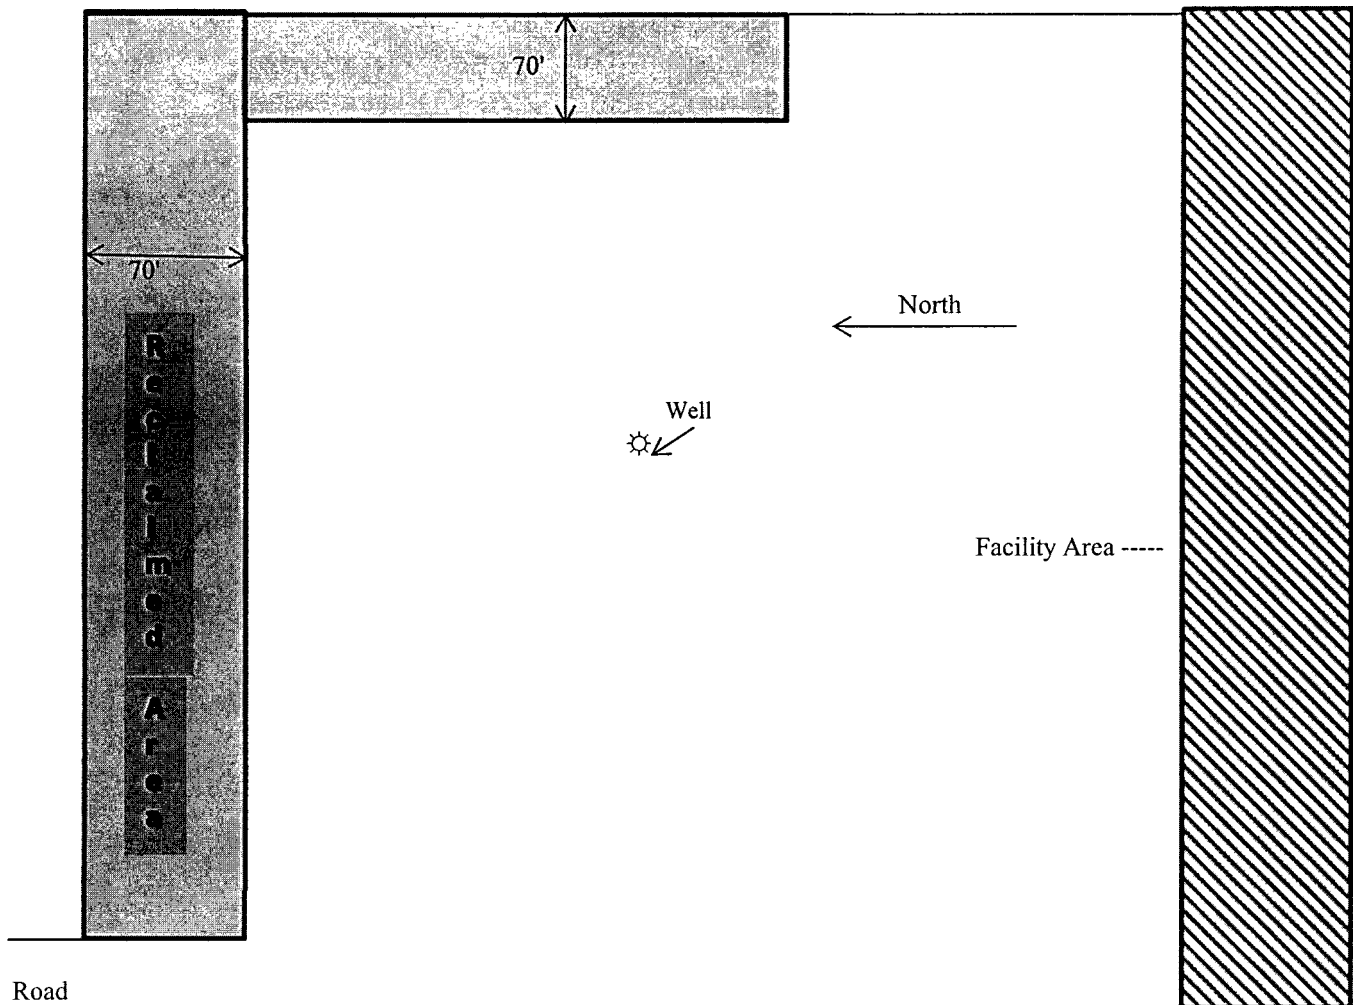 70'
70'
North
Well
Reclaimed Area
Facility Area -----
Road